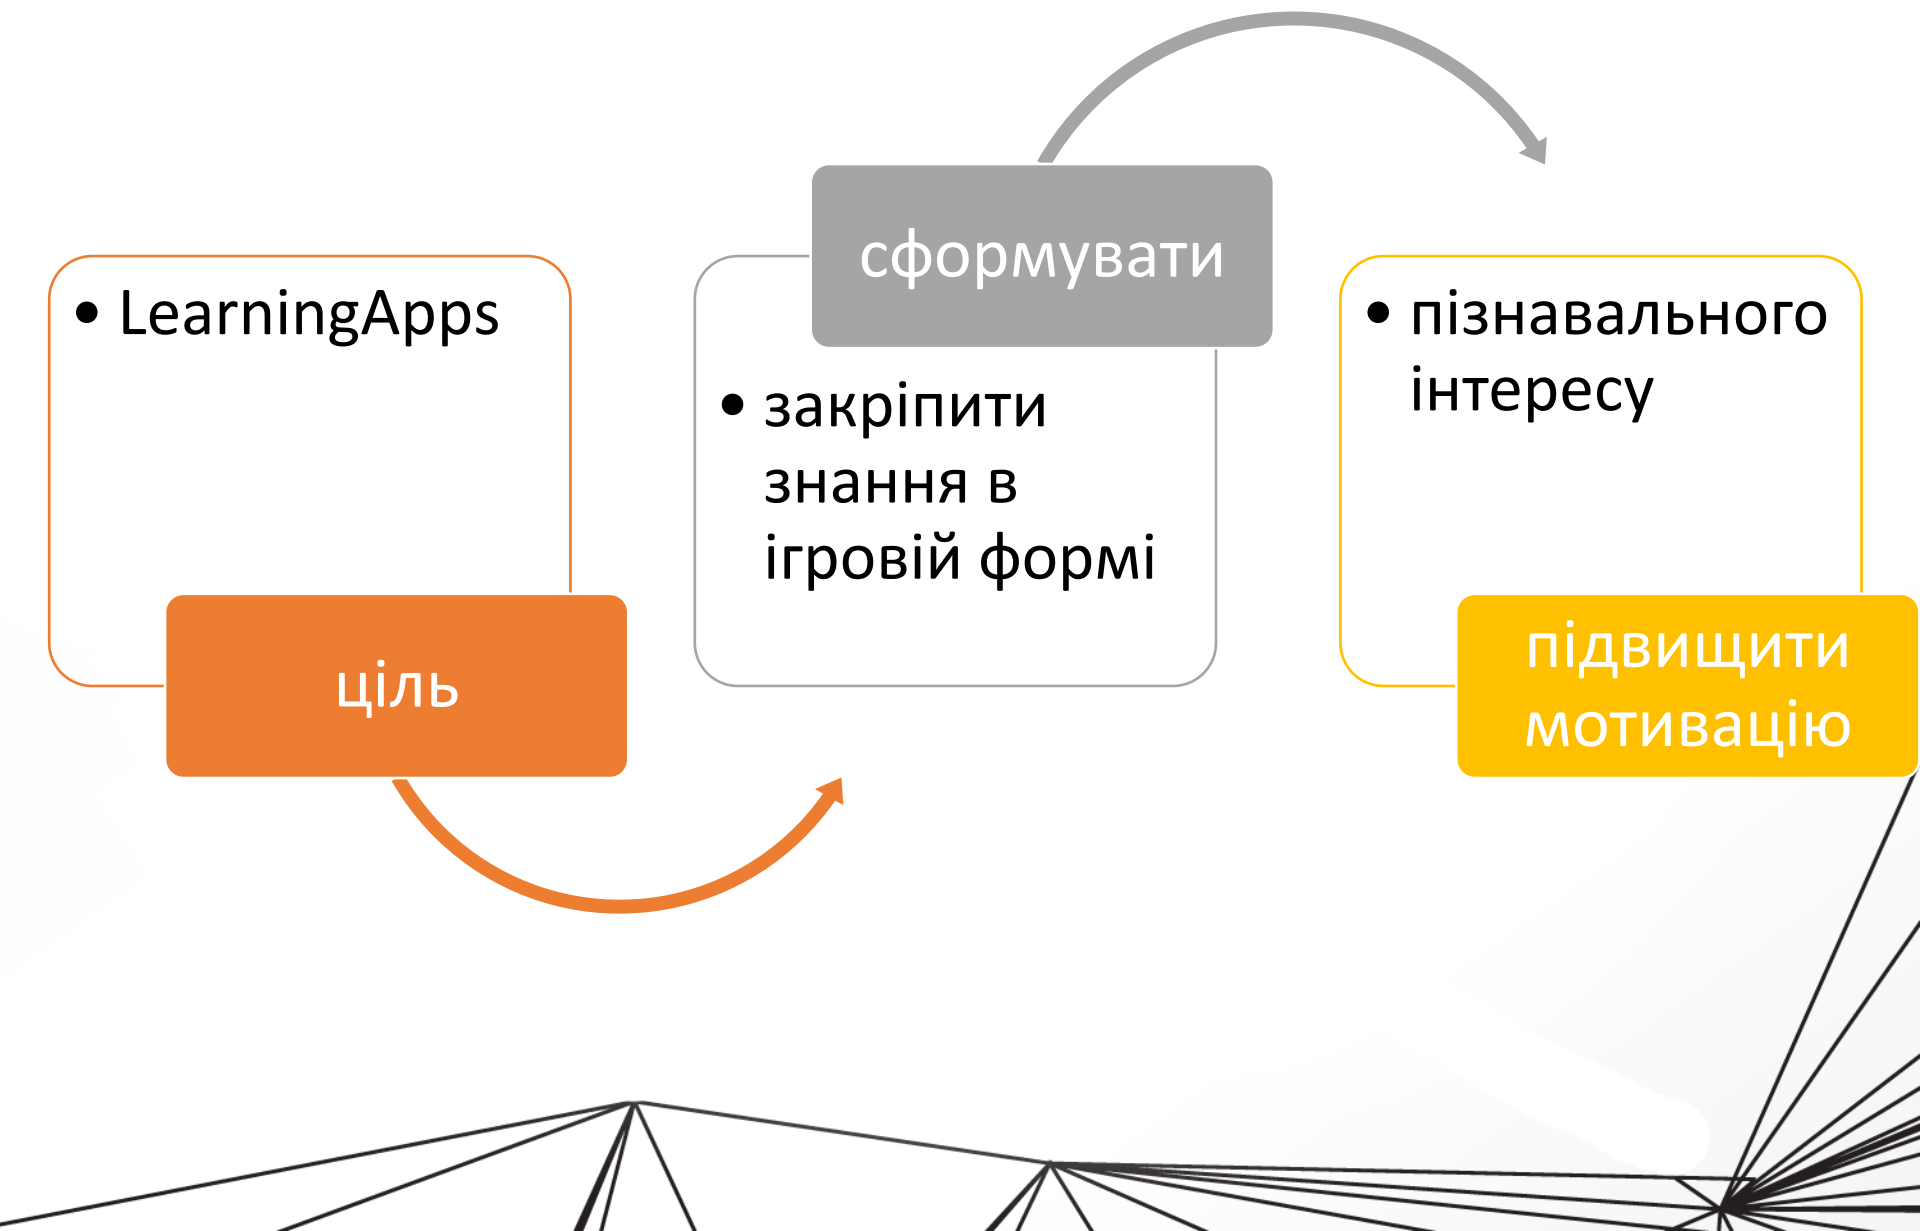 • LearningApps
ціль
сформувати
• закріпити
знання в
ігровій формі
• пізнавального
інтересу
підвищити
мотивацію